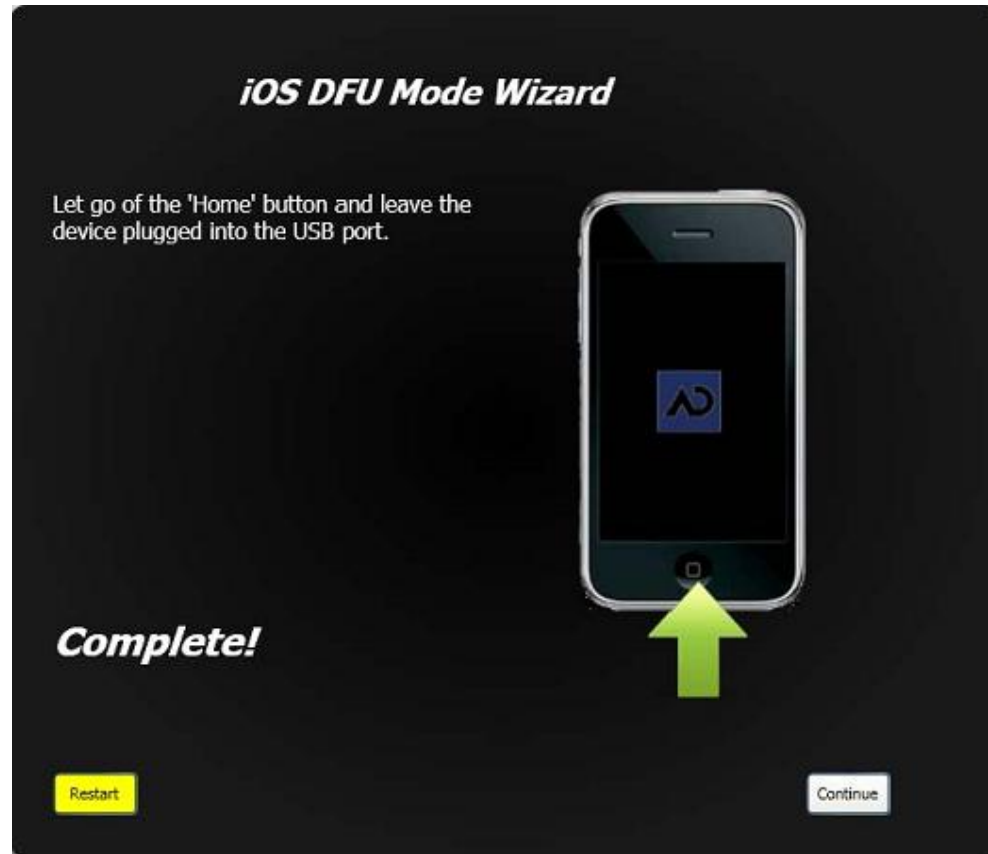 iOS DFU Mode Wizard
Let go of the 'Home' button and leave the
device plugged into the USB port.
Complete!
Restart
Continue